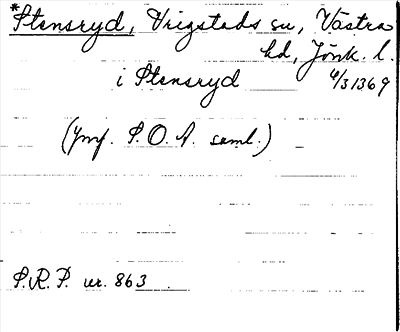 *Stensryd, Vrigstads sn, Västra
hd, Jönk. l.
i Stensryd 4/3 1369
(Jmf. S.O.A. saml.)
S.R.P. nr. 863